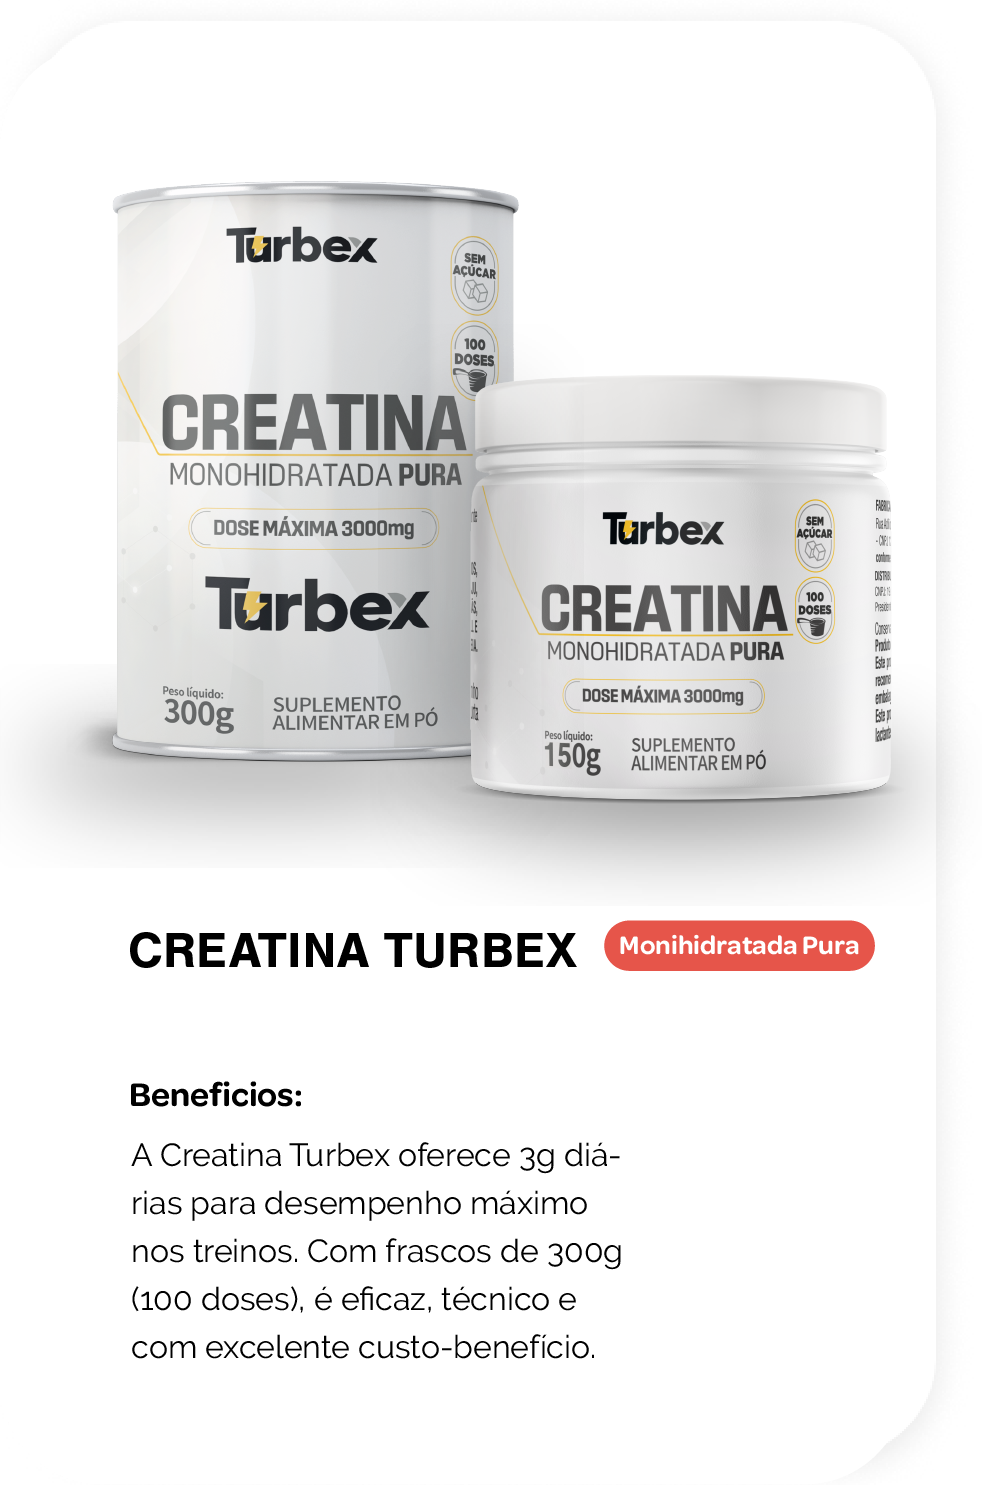 Turbex
SEM
AÇÚCAR
100
DOSES
CREATINA
MONOHIDRATADA PURA
DOSE MÁXIMA 3000mg
Turbex
Peso líquido:
300g
SUPLEMENTO
ALIMENTAR EM PÓ
Turbex
SEM
AÇÚCAR
100
DOSES
CREATINA
MONOHIDRATADA PURA
DOSE MÁXIMA 3000mg
Peso líquido:
150g
SUPLEMENTO
ALIMENTAR EM PÓ
CREATINA TURBEX
Monihidratada Pura
Beneficios:
A Creatina Turbex oferece 3g diá-
rias para desempenho máximo
nos treinos. Com frascos de 300g
(100 doses), é eficaz, técnico e
com excelente custo-benefício.